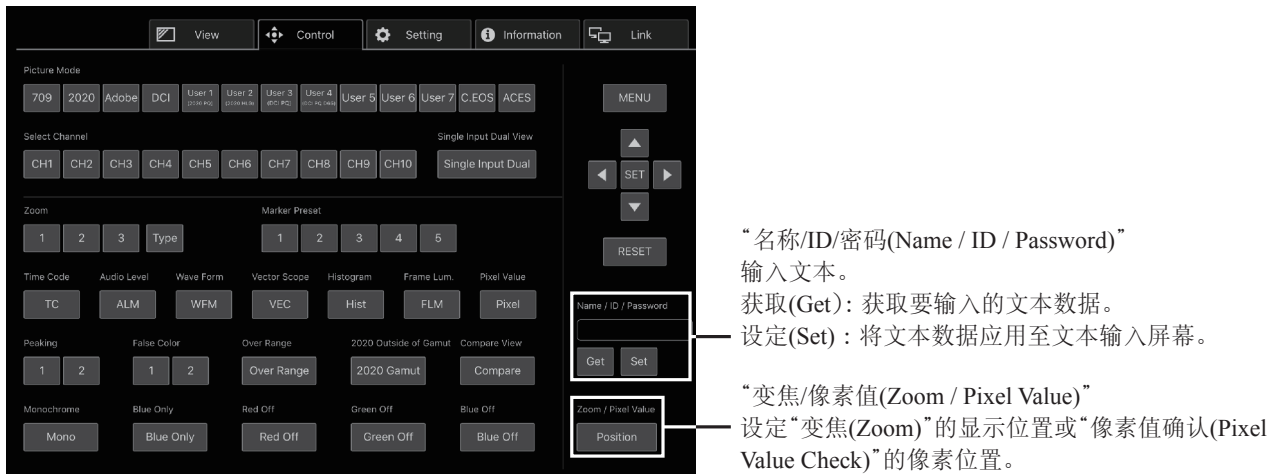 View Control Setting Information Link
Picture Mode
709 2020 Adobe DCI User 1 User 2 User 3 User 4 User 5 User 6 User 7 C.EOS ACES MENU
(2020 PQ) (2020 HLG) (DCI PQ)
Select Channel Single Input Dual View
CH1 CH2 CH3 CH4 CH5 CH6 CH7 CH8 CH9 CH10 Single Input Dual SET
Zoom Marker Preset
1 2 3 Type 1 2 3 4 5 RESET
Time Code Audio Level Wave Form Vector Scope Histogram Frame Lum. Pixel Value
TC ALM WFM VEC Hist FLM Pixel Name / ID / Password
Peaking False Color Over Range 2020 Outside of Gamut Compare View
1 2 1 2 Over Range 2020 Gamut Compare Get Set
Monochrome Blue Only Red Off Green Off Blue Off Zoom / Pixel Value
Mono Blue Only Red Off Green Off Blue Off Position
“名称/ID/密码(Name / ID / Password)”
输入文本。
获取(Get)：获取要输入的文本数据。
设定(Set)：将文本数据应用至文本输入屏幕。
“变焦/像素值(Zoom / Pixel Value)”
设定“变焦(Zoom)”的显示位置或“像素值确认(Pixel
Value Check)”的像素位置。